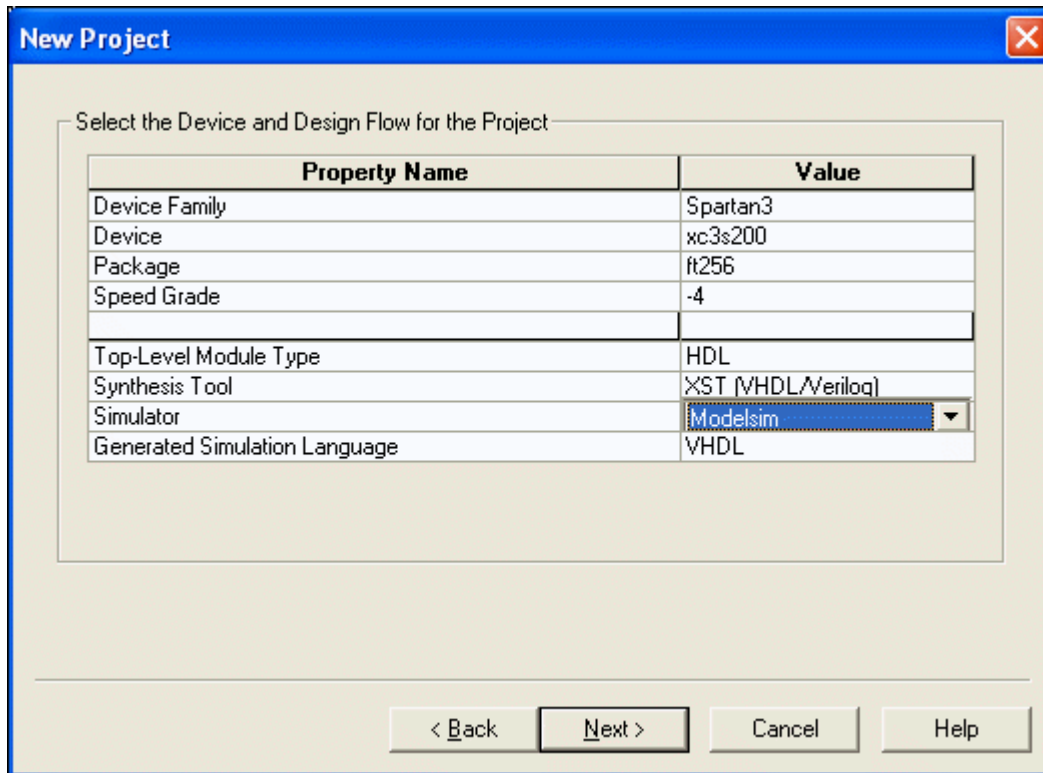 New Project
Select the Device and Design Flow for the Project
Property Name Value
Device Family Spartan3
Device xc3s200
Package ft256
Speed Grade -4
Top-Level Module Type HDL
Synthesis Tool XST (VHDL/Verilog)
Simulator Modelsim
Generated Simulation Language VHDL
< Back Next > Cancel Help